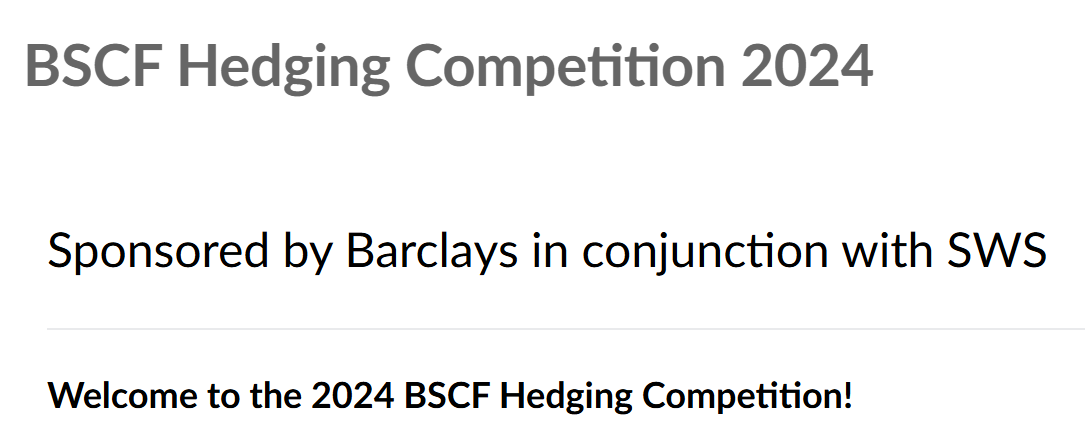 BSCF Hedging Competition 2024
Sponsored by Barclays in conjunction with SWS
Welcome to the 2024 BSCF Hedging Competition!